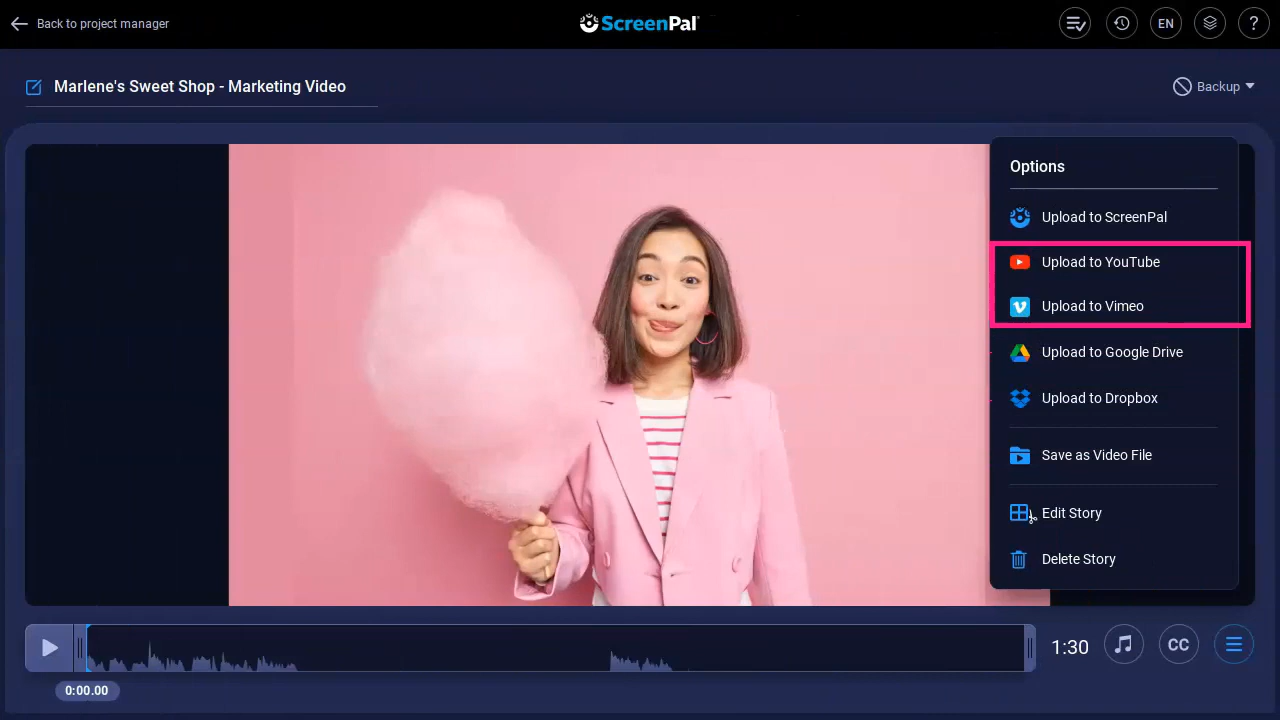 Back to project manager
ScreenPal
EN
?
Marlene's Sweet Shop - Marketing Video
Backup
Options
Upload to ScreenPal
Upload to YouTube
Upload to Vimeo
Upload to Google Drive
Upload to Dropbox
Save as Video File
Edit Story
Delete Story
1:30
CC
0:00.00